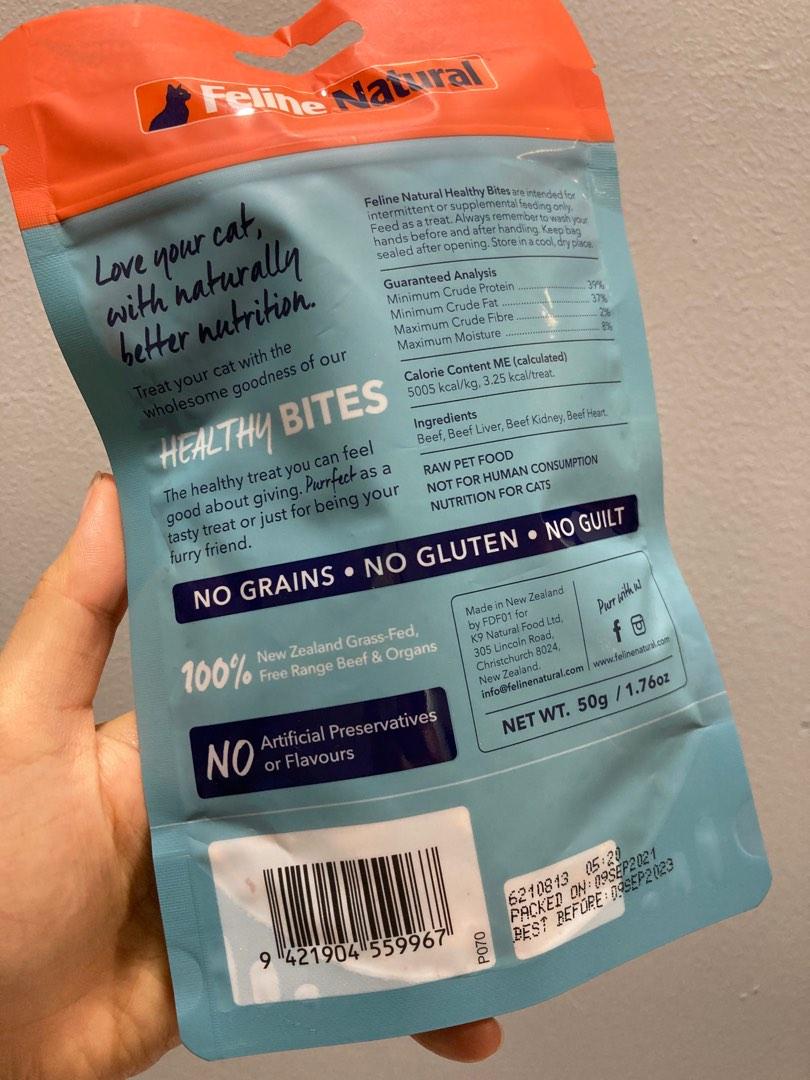 Feline Natural
Love your cat,
with naturally
better nutrition.
Treat your cat with the
wholesome goodness of our
HEALTHY BITES
The healthy treat you can feel
good about giving. Purrfect as a
tasty treat or just for being your
furry friend.
Feline Natural Healthy Bites are intended for
intermittent or supplemental feeding only.
Feed as a treat. Always remember to wash your
hands before and after handling. Keep bag
sealed after opening. Store in a cool, dry place.
Guaranteed Analysis
Minimum Crude Protein ........................ 39%
Minimum Crude Fat ............................. 37%
Maximum Crude Fibre .......................... 2%
Maximum Moisture .............................. 8%
Calorie Content ME (calculated)
5005 kcal/kg, 3.25 kcal/treat.
Ingredients
Beef, Beef Liver, Beef Kidney, Beef Heart.
RAW PET FOOD
NOT FOR HUMAN CONSUMPTION
NUTRITION FOR CATS
NO GRAINS • NO GLUTEN • NO GUILT
100% New Zealand Grass-Fed,
Free Range Beef & Organs
NO Artificial Preservatives
or Flavours
Made in New Zealand
by FDF01 for
K9 Natural Food Ltd,
305 Lincoln Road,
Christchurch 8024,
New Zealand.
info@felinenatural.com
Purr with us
f
www.felinenatural.com
NET WT. 50g / 1.76oz
9 421904 559967
P070
6210813 05:20
PACKED ON:09SEP2021
BEST BEFORE:09SEP2023